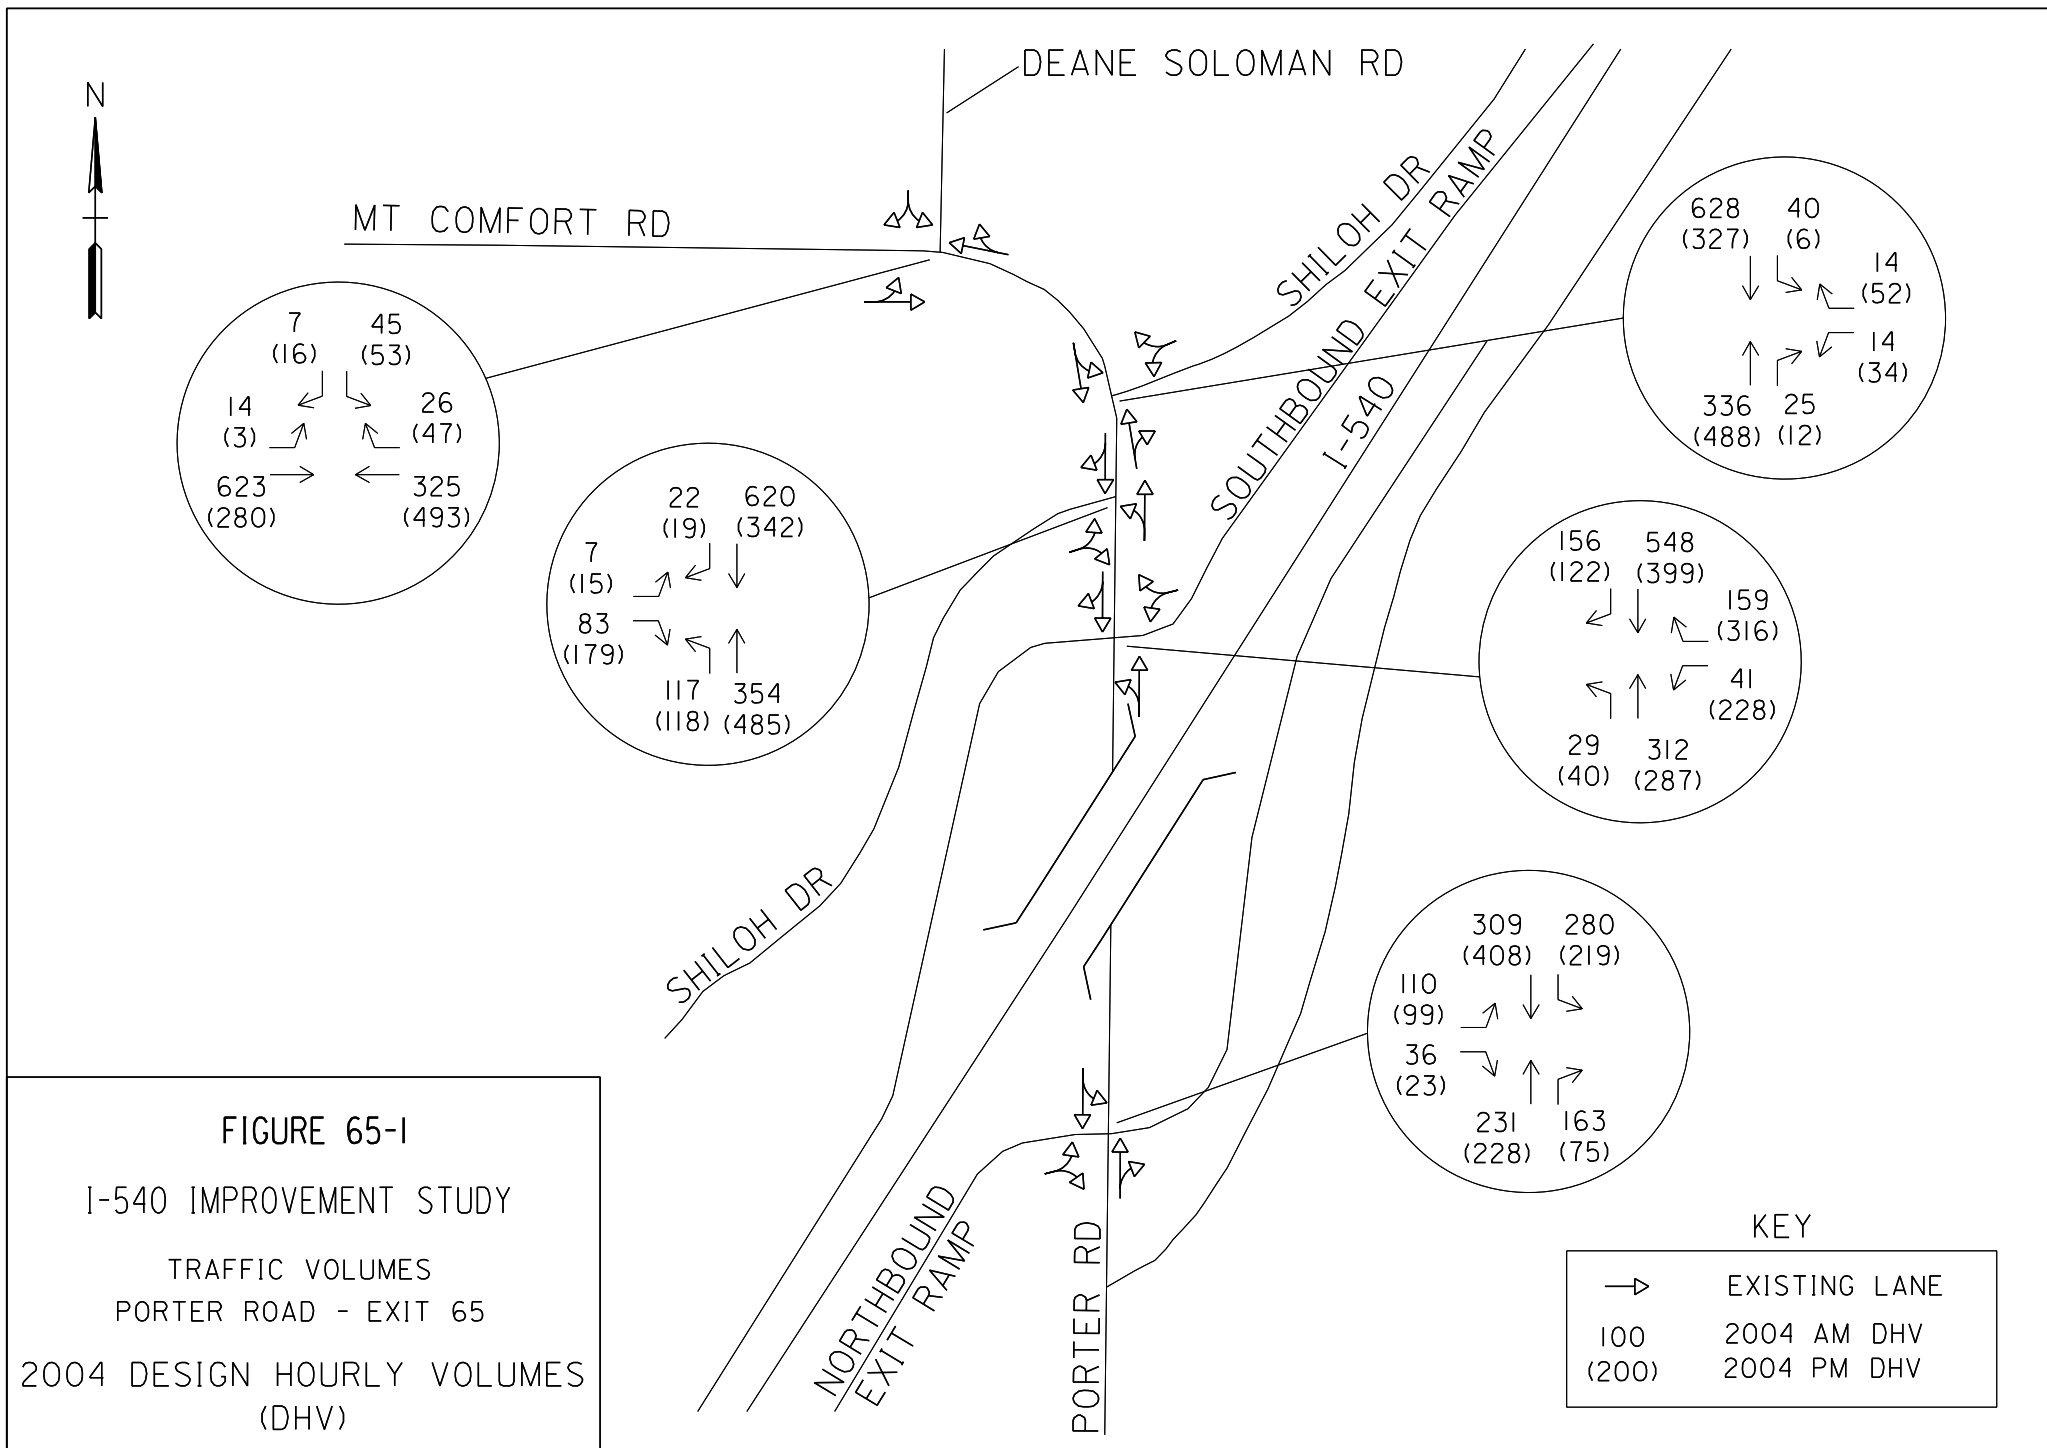 DEANE SOLOMAN RD
N
MT COMFORT RD
SHILOH DR
SOUTHBOUND EXIT RAMP
I-540
628 40
(327) (6)
14
(52)
14
(34)
336 25
(488) (12)
7 45
(16) (53)
14 26
(3) (47)
623 325
(280) (493)
22 620
(19) (342)
7
(15)
83
(179)
117 354
(118) (485)
156 548
(122) (399)
159
(316)
41
(228)
29 312
(40) (287)
SHILOH DR
309 280
(408) (219)
110
(99)
36
(23)
231 163
(228) (75)
NORTHBOUND
EXIT RAMP
PORTER RD
FIGURE 65-1
I-540 IMPROVEMENT STUDY
TRAFFIC VOLUMES
PORTER ROAD - EXIT 65
2004 DESIGN HOURLY VOLUMES
(DHV)
KEY
EXISTING LANE
100 2004 AM DHV
(200) 2004 PM DHV